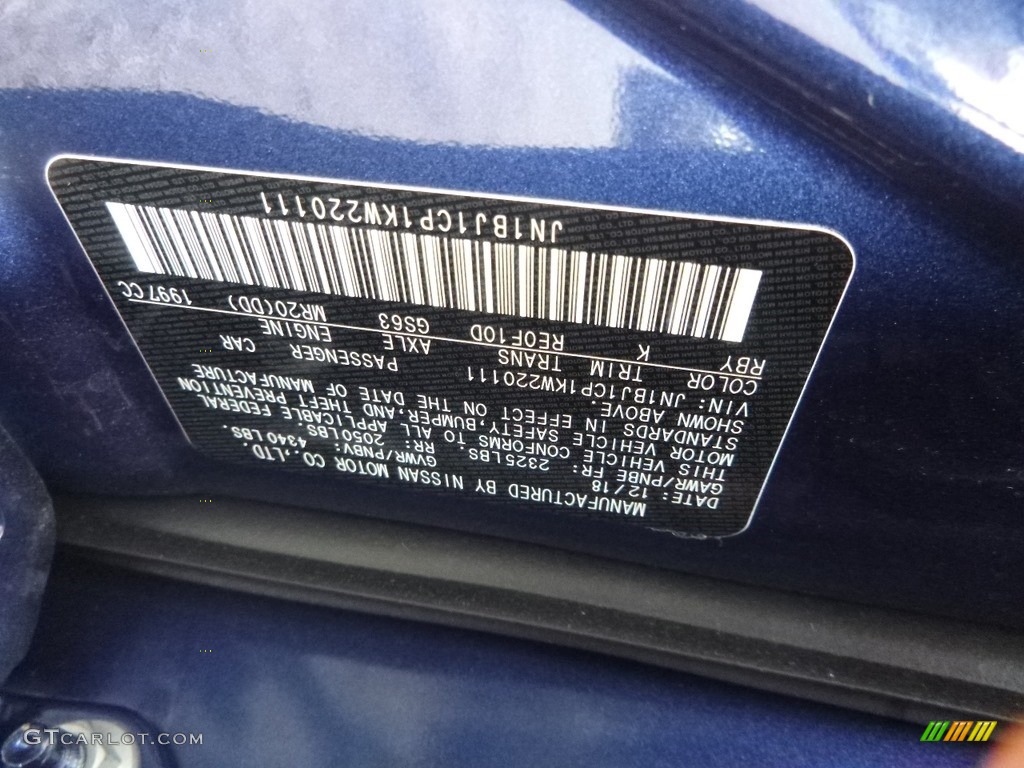 MANUFACTURED BY NISSAN MOTOR CO.,LTD.
DATE: 12/18 GVWR/PNBV: 4340LBS.
GAWR/PNBE FR: 2325LBS RR: 2050LBS
THIS VEHICLE CONFORMS TO ALL APPLICABLE FEDERAL
MOTOR VEHICLE SAFETY, BUMPER, AND THEFT PREVENTION
STANDARDS IN EFFECT ON THE DATE OF MANUFACTURE
SHOWN ABOVE.
VIN: JN1BJ1CP1KW220111 PASSENGER CAR
COLOR TRIM TRANS AXLE ENGINE
RBY K RE0F10D GS63 MR20(DD) 1997CC
JN1BJ1CP1KW220111
GTCARLOT.COM